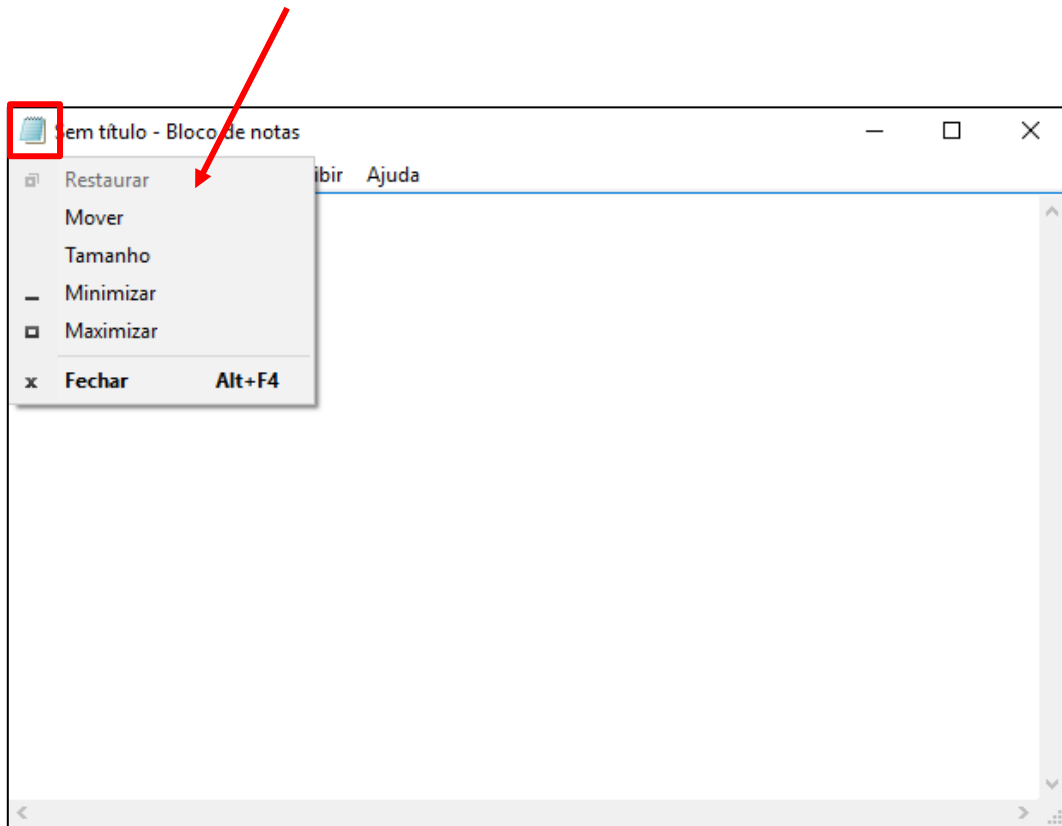 Sem título - Bloco de notas
ibir Ajuda
Restaurar
Mover
Tamanho
Minimizar
Maximizar
Fechar Alt+F4